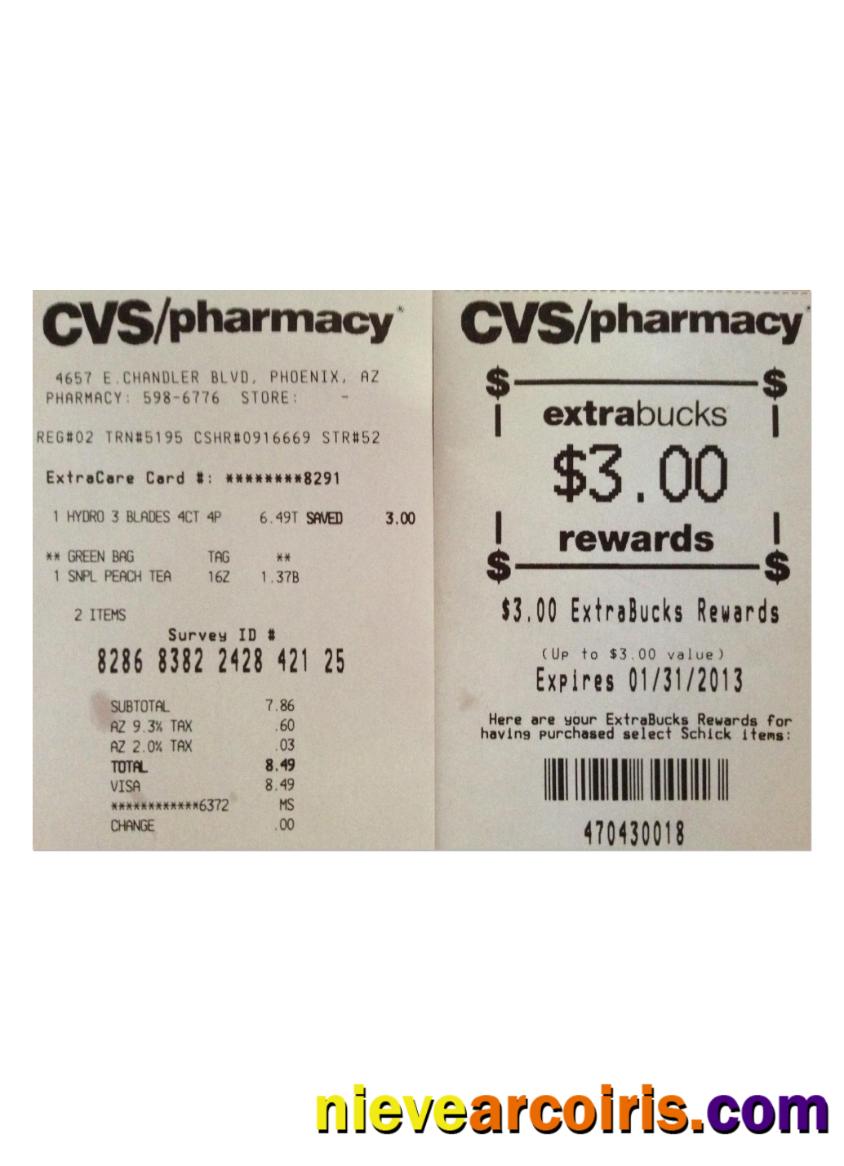 CVS/pharmacy
4657 E.CHANDLER BLVD, PHOENIX, AZ
PHARMACY: 598-6776 STORE: -
REG#02 TRN#5195 CSHR#0916669 STR#52
ExtraCare Card #: ********8291
1 HYDRO 3 BLADES 4CT 4P 6.49T SAVED 3.00
** GREEN BAG TAG **
1 SNPL PEACH TEA 16Z 1.37B
2 ITEMS
Survey ID #
8286 8382 2428 421 25
SUBTOTAL 7.86
AZ 9.3% TAX .60
AZ 2.0% TAX .03
TOTAL 8.49
VISA 8.49
************6372 MS
CHANGE .00
CVS/pharmacy
$ $
extrabucks
$3.00
rewards
$ $
$3.00 ExtraBucks Rewards
(Up to $3.00 value)
Expires 01/31/2013
Here are your ExtraBucks Rewards for
having purchased select Schick items:
470430018
nievearcoiris.com